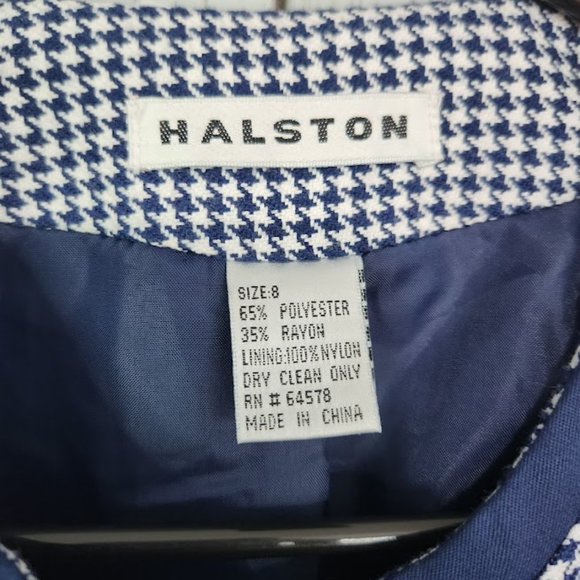 HALSTON
SIZE:8
65% POLYESTER
35% RAYON
LINING:100%NYLON
DRY CLEAN ONLY
RN # 64578
MADE IN CHINA